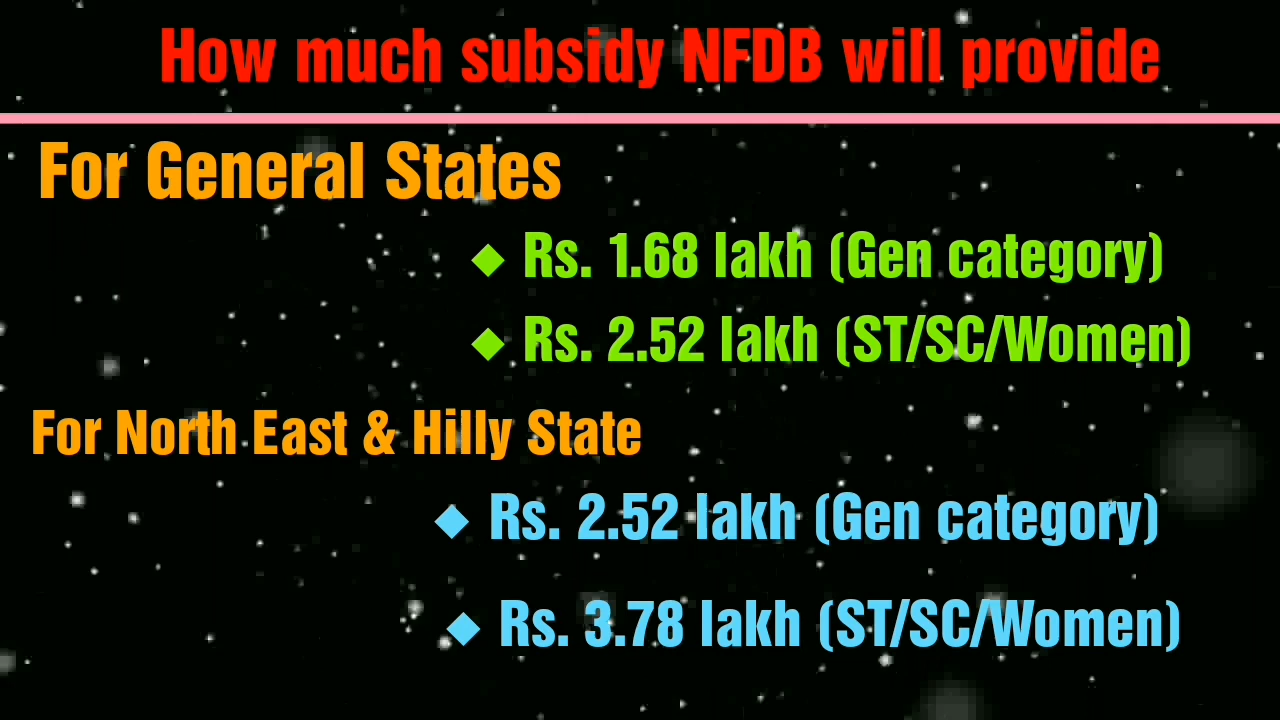 How much subsidy NFDB will provide
For General States
◆ Rs. 1.68 lakh (Gen category)
◆ Rs. 2.52 lakh (ST/SC/Women)
For North East & Hilly State
◆ Rs. 2.52 lakh (Gen category)
◆ Rs. 3.78 lakh (ST/SC/Women)